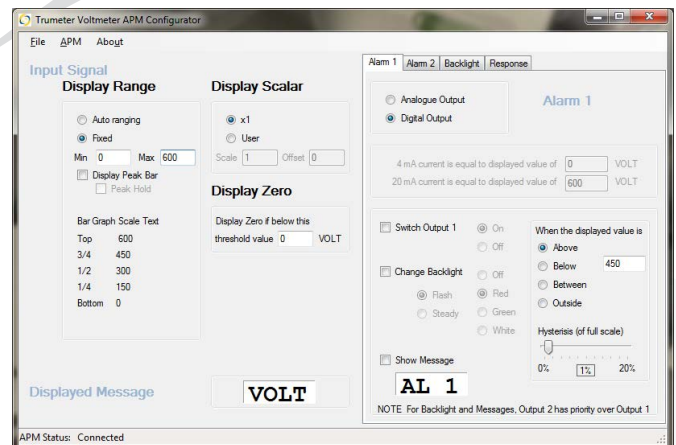 Trumeter Voltmeter APM Configurator
File APM About
Input Signal
Display Range
Auto ranging
Fixed
Min 0 Max 600
Display Peak Bar
Peak Hold
Bar Graph Scale Text
Top 600
3/4 450
1/2 300
1/4 150
Bottom 0
Display Scalar
x1
User
Scale 1 Offset 0
Display Zero
Display Zero if below this
threshold value 0 VOLT
Displayed Message
VOLT
Alarm 1 Alarm 2 Backlight Response
Analogue Output
Digital Output
Alarm 1
4 mA current is equal to displayed value of 0 VOLT
20 mA current is equal to displayed value of 600 VOLT
Switch Output 1
On
Off
Change Backlight
Flash
Steady
Off
Red
Green
White
Show Message
AL 1
When the displayed value is
Above
Below 450
Between
Outside
Hysterisis (of full scale)
0% 1% 20%
NOTE For Backlight and Messages, Output 2 has priority over Output 1
APM Status: Connected